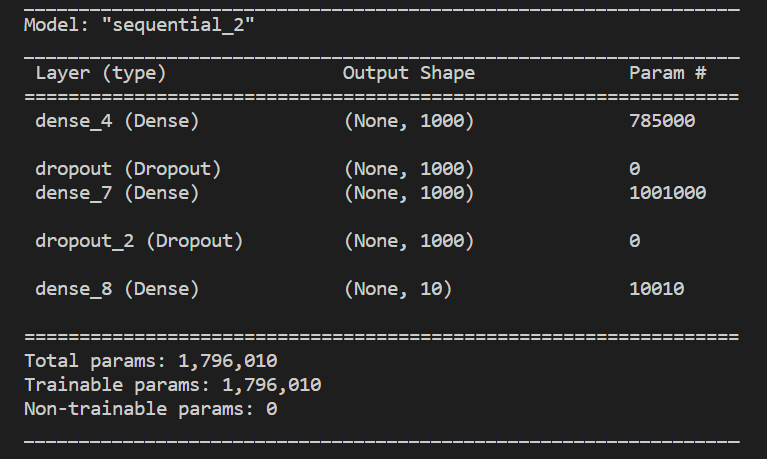 Model: "sequential_2"
Layer (type) Output Shape Param #
dense_4 (Dense) (None, 1000) 785000
dropout (Dropout) (None, 1000) 0
dense_7 (Dense) (None, 1000) 1001000
dropout_2 (Dropout) (None, 1000) 0
dense_8 (Dense) (None, 10) 10010
Total params: 1,796,010
Trainable params: 1,796,010
Non-trainable params: 0